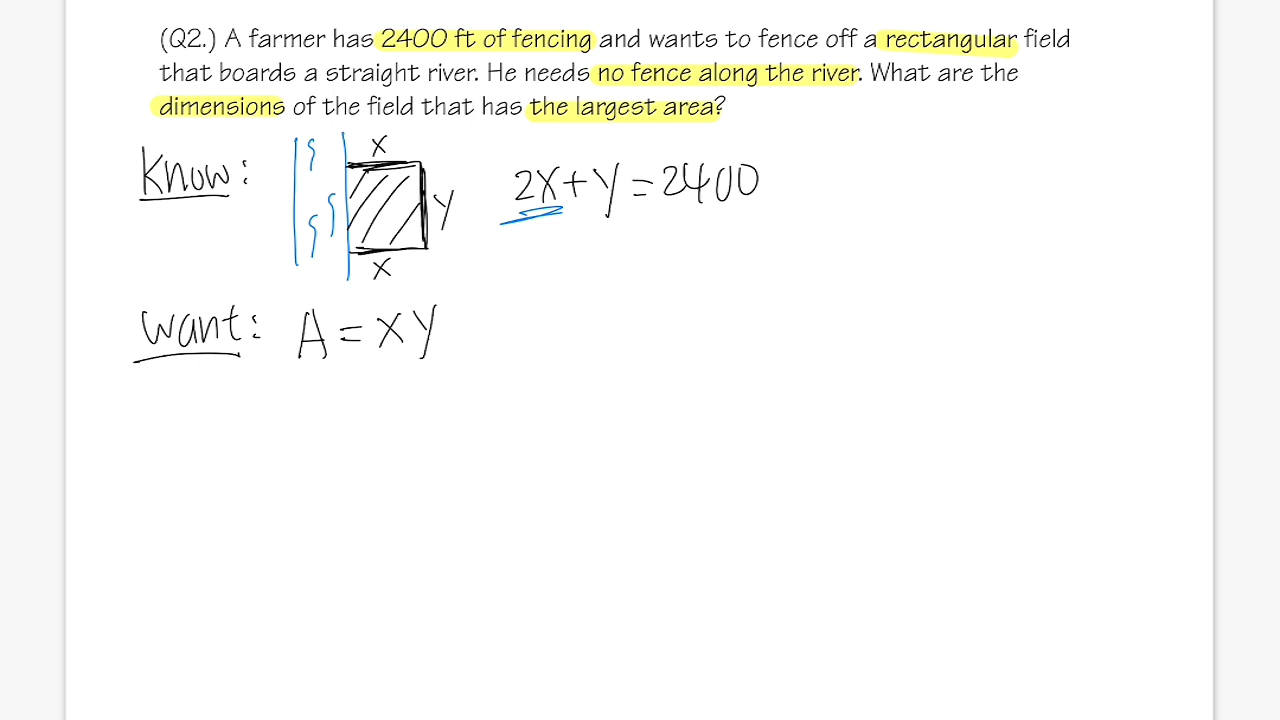 (Q2.) A farmer has 2400 ft of fencing and wants to fence off a rectangular field
that boards a straight river. He needs no fence along the river. What are the
dimensions of the field that has the largest area?
x
Know: y 2x+y=2400
x
Want: A=xy